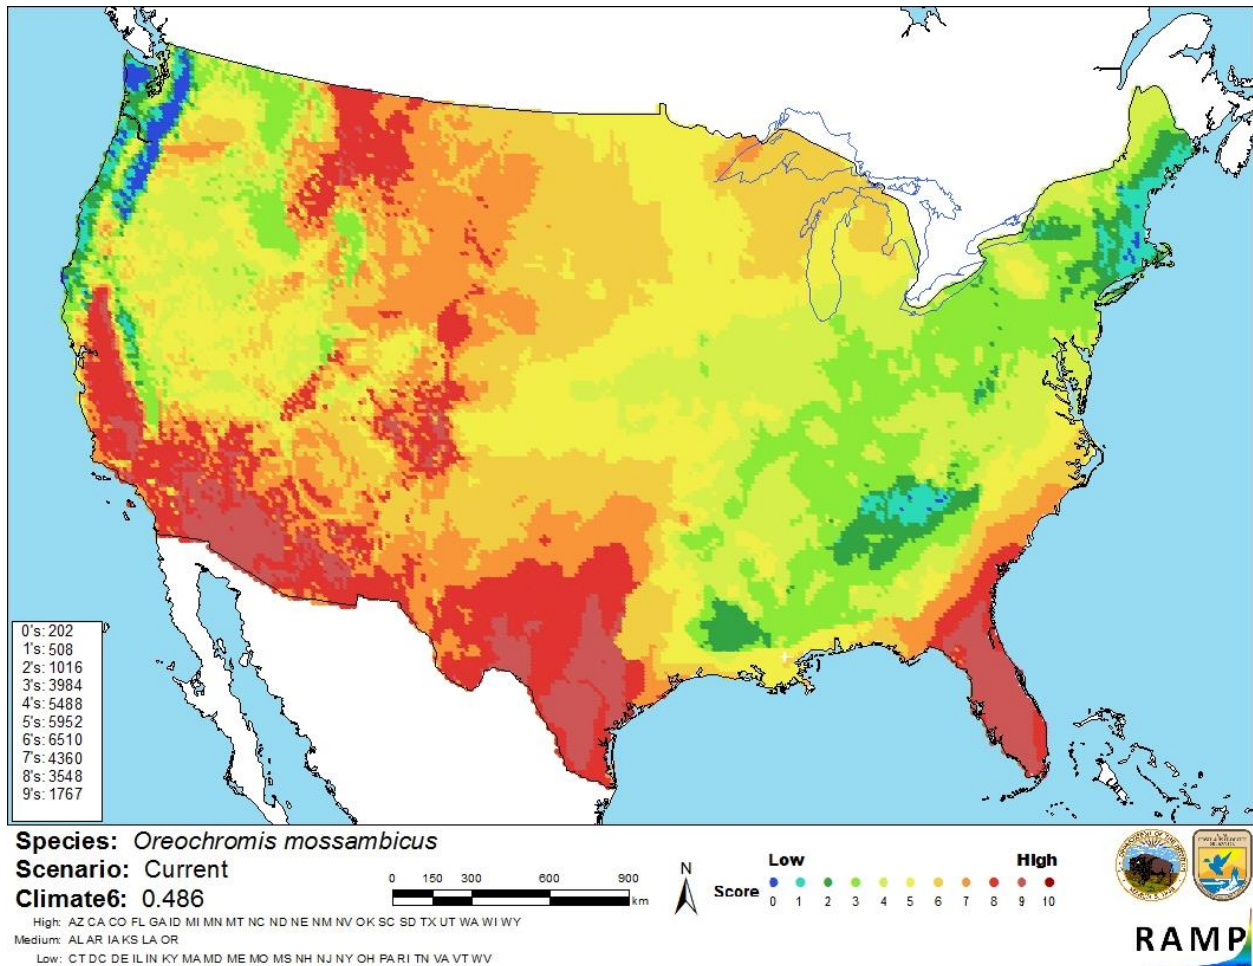 0's: 202
1's: 508
2's: 1016
3's: 3984
4's: 5488
5's: 5952
6's: 6510
7's: 4360
8's: 3548
9's: 1767
Species: Oreochromis mossambicus
Scenario: Current
Climate6: 0.486
High: AZ CA CO FL GA ID MI MN MT NC ND NE NM NV OK SC SD TX UT WA WI WY
Medium: AL AR IA KS LA OR
Low: CT DC DE IL IN KY MA MD ME MO MS NH NJ NY OH PA RI TN VA VT WV
0 150 300 600 900
km
N
Low High
Score 0 1 2 3 4 5 6 7 8 9 10
RAMP